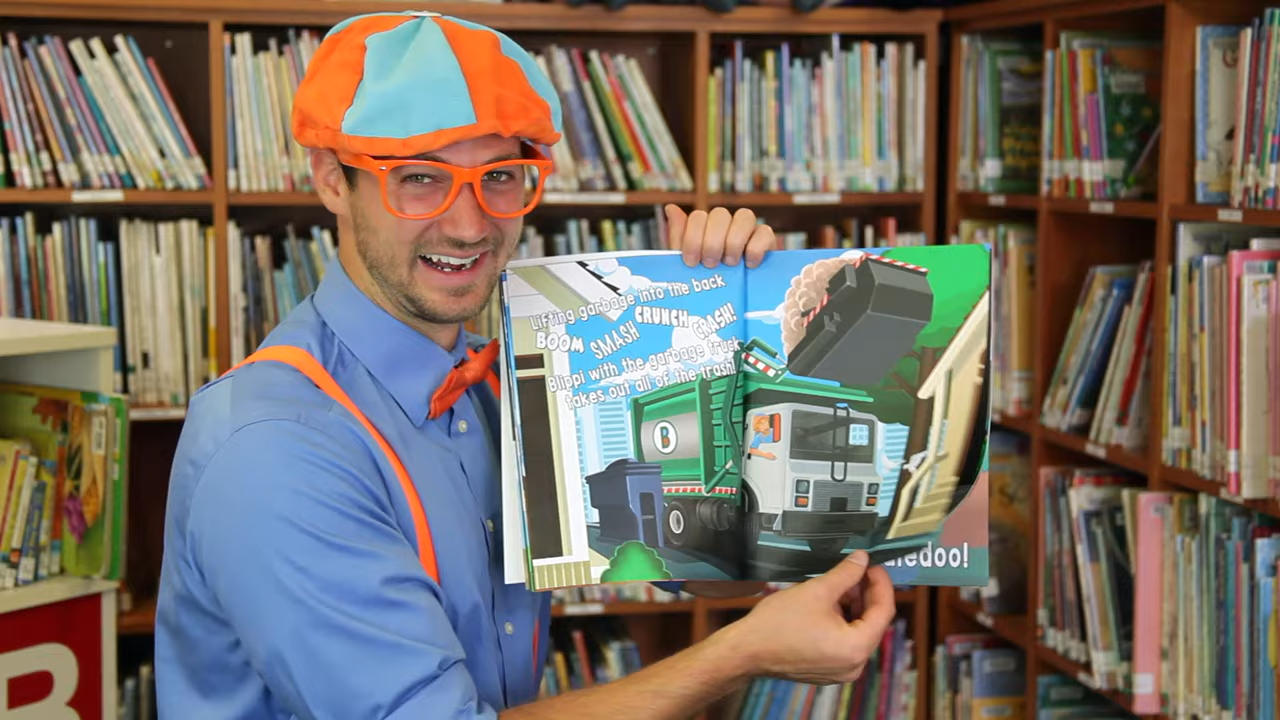 Lifting garbage into the back
BOOM SMASH CRUNCH CRASH!
Blippi with the garbage truck
takes out all of the trash!
B
B